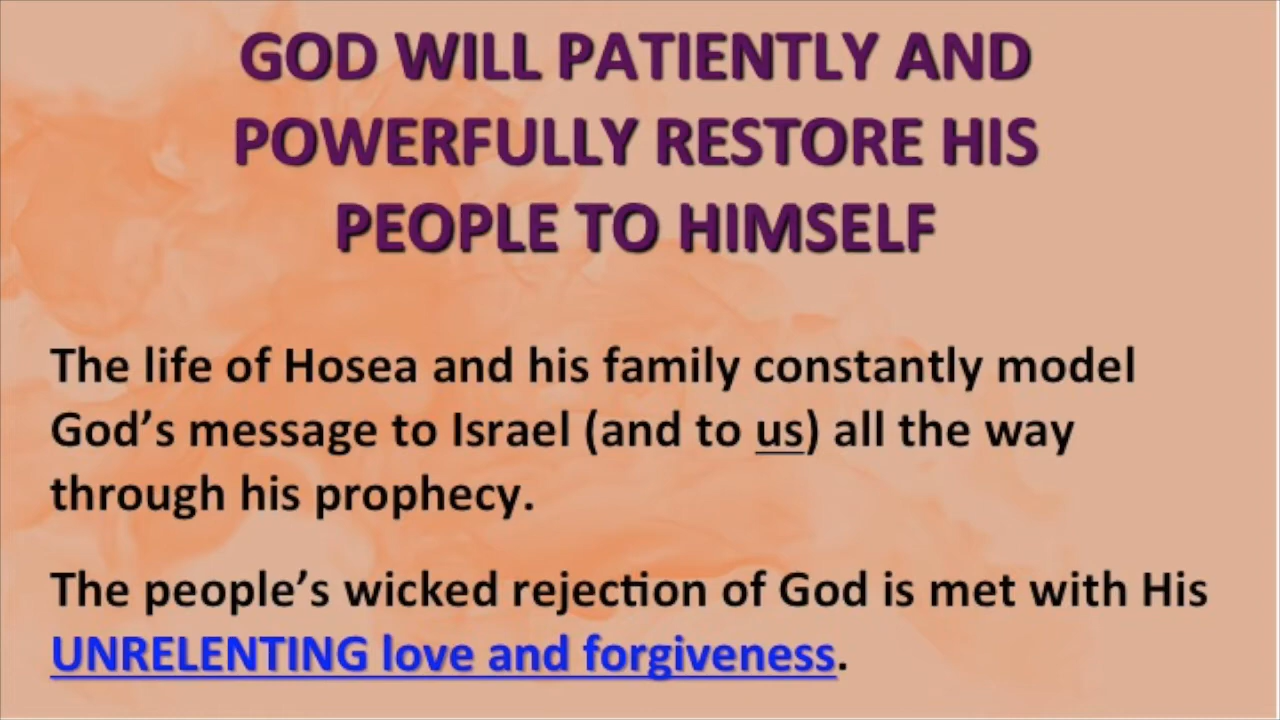 GOD WILL PATIENTLY AND
POWERFULLY RESTORE HIS
PEOPLE TO HIMSELF
The life of Hosea and his family constantly model
God’s message to Israel (and to us) all the way
through his prophecy.
The people’s wicked rejection of God is met with His
UNRELENTING love and forgiveness.